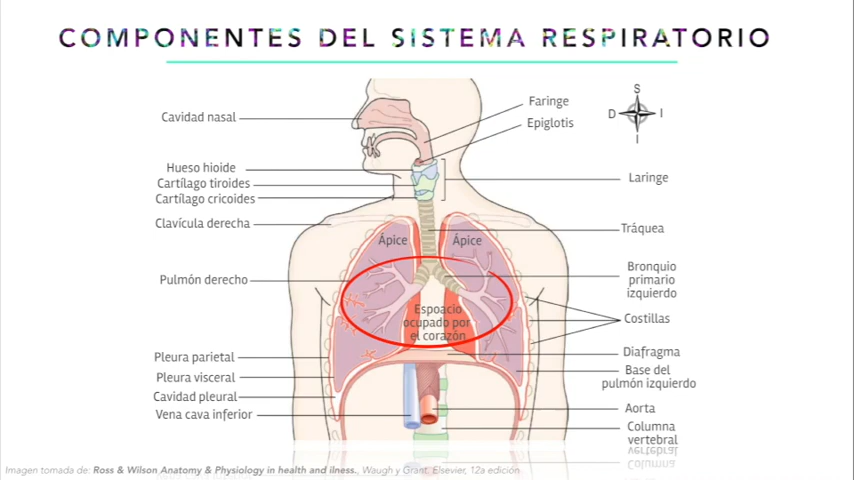 COMPONENTES DEL SISTEMA RESPIRATORIO
Cavidad nasal
Hueso hioide
Cartílago tiroides
Cartílago cricoides
Clavícula derecha
Pulmón derecho
Pleura parietal
Pleura visceral
Cavidad pleural
Vena cava inferior
Ápice
Ápice
Espoacio
ocupado por
el corazón
Faringe
Epiglotis
S
D
I
I
Laringe
Tráquea
Bronquio
primario
izquierdo
Costillas
Diafragma
Base del
pulmón izquierdo
Aorta
Columna
vertebral
Imagen tomada de: Ross & Wilson Anatomy & Physiology in health and ilness., Waugh y Grant. Elsevier, 12a edición